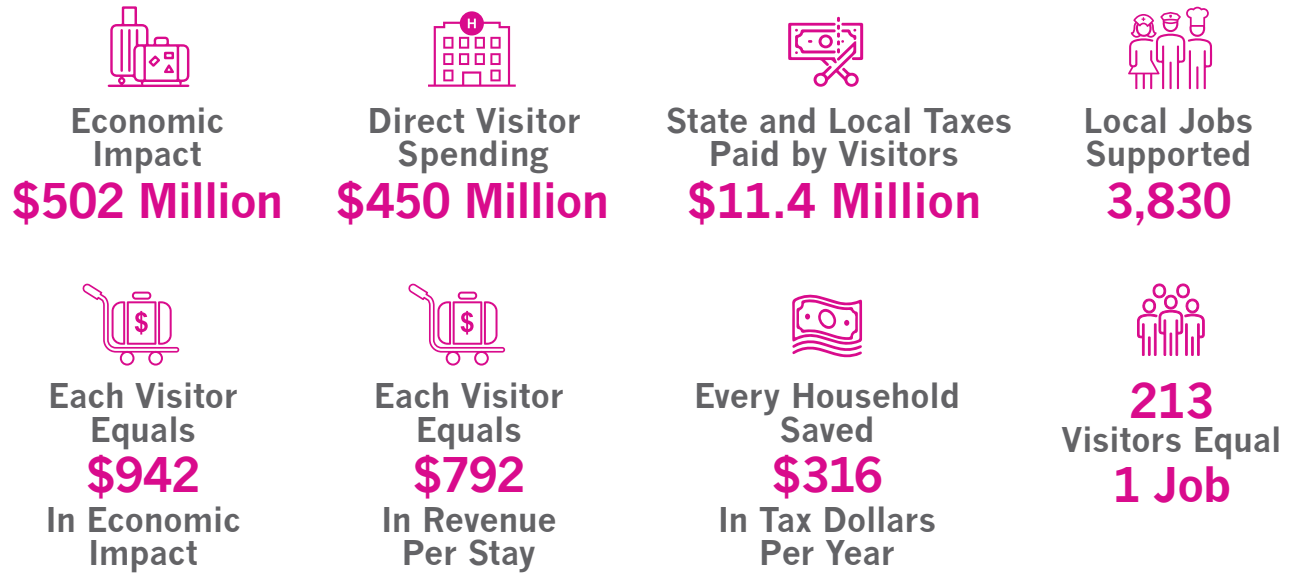 H
Economic
Impact
$502 Million
Direct Visitor
Spending
$450 Million
State and Local Taxes
Paid by Visitors
$11.4 Million
Local Jobs
Supported
3,830
$
Each Visitor
Equals
$942
In Economic
Impact
$
Each Visitor
Equals
$792
In Revenue
Per Stay
Every Household
Saved
$316
In Tax Dollars
Per Year
213
Visitors Equal
1 Job